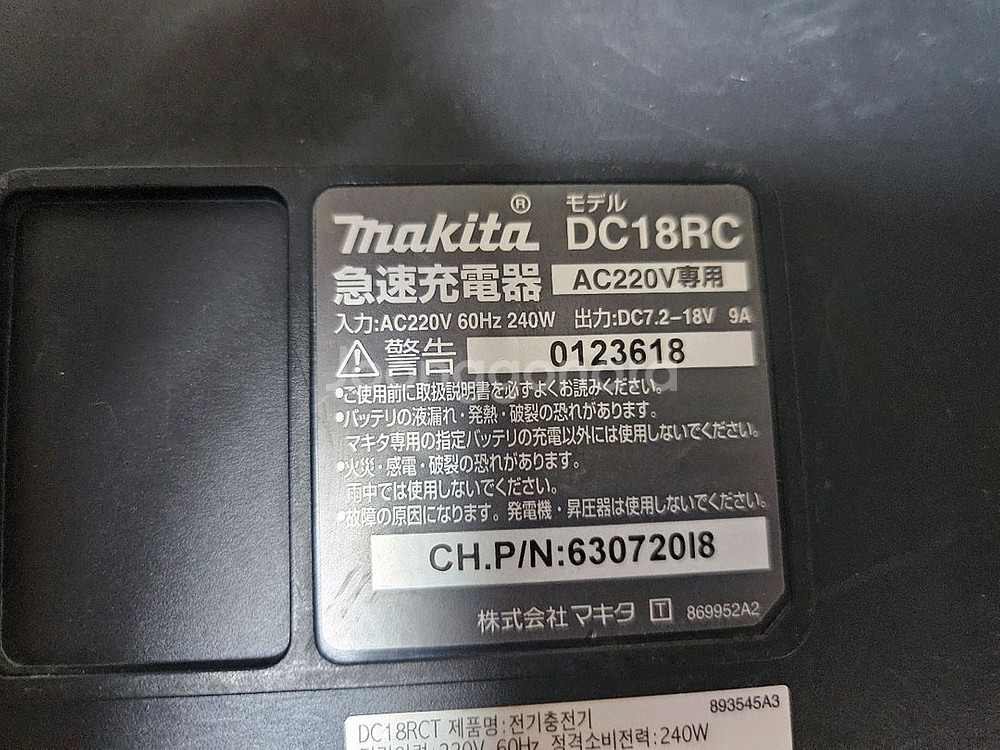 makita® モデル DC18RC
急速充電器 AC220V専用
入力:AC220V 60Hz 240W 出力:DC7.2-18V 9A
警告 0123618
•ご使用前に取扱説明書を必ずよくお読みください。
•バッテリの液漏れ・発熱・破裂の恐れがあります。
マキタ専用の指定バッテリの充電以外には使用しないでください。
•火災・感電・破裂の恐れがあります。
雨中では使用しないでください。
•故障の原因になります。発電機・昇圧器は使用しないでください。
CH.P/N:630720I8
株式会社マキタ T 869952A2
893545A3
DC18RCT 제품명:전기충전기
220V, 60Hz, 정격소비전력:240W